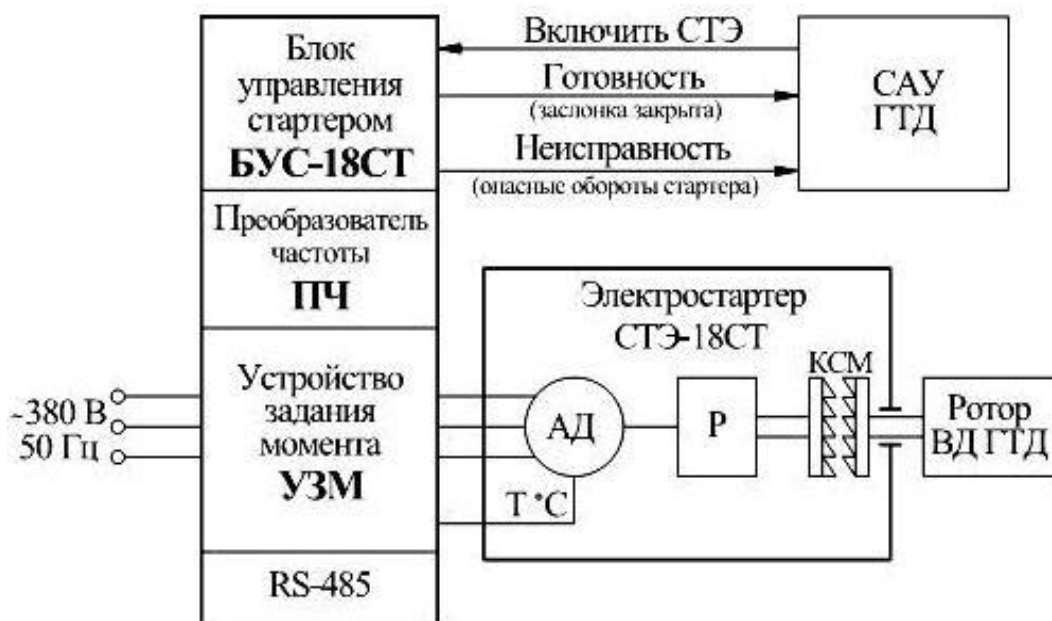 Блок
управления
стартером
БУС-18СТ
Преобразователь
частоты
ПЧ
Устройство
задания
момента
УЗМ
RS-485
~380 В
50 Гц
Включить СТЭ
Готовность
(заслонка закрыта)
Неисправность
(опасные обороты стартера)
САУ
ГТД
Электростартер
СТЭ-18СТ
КСМ
АД
Р
T °C
Ротор
ВД ГТД